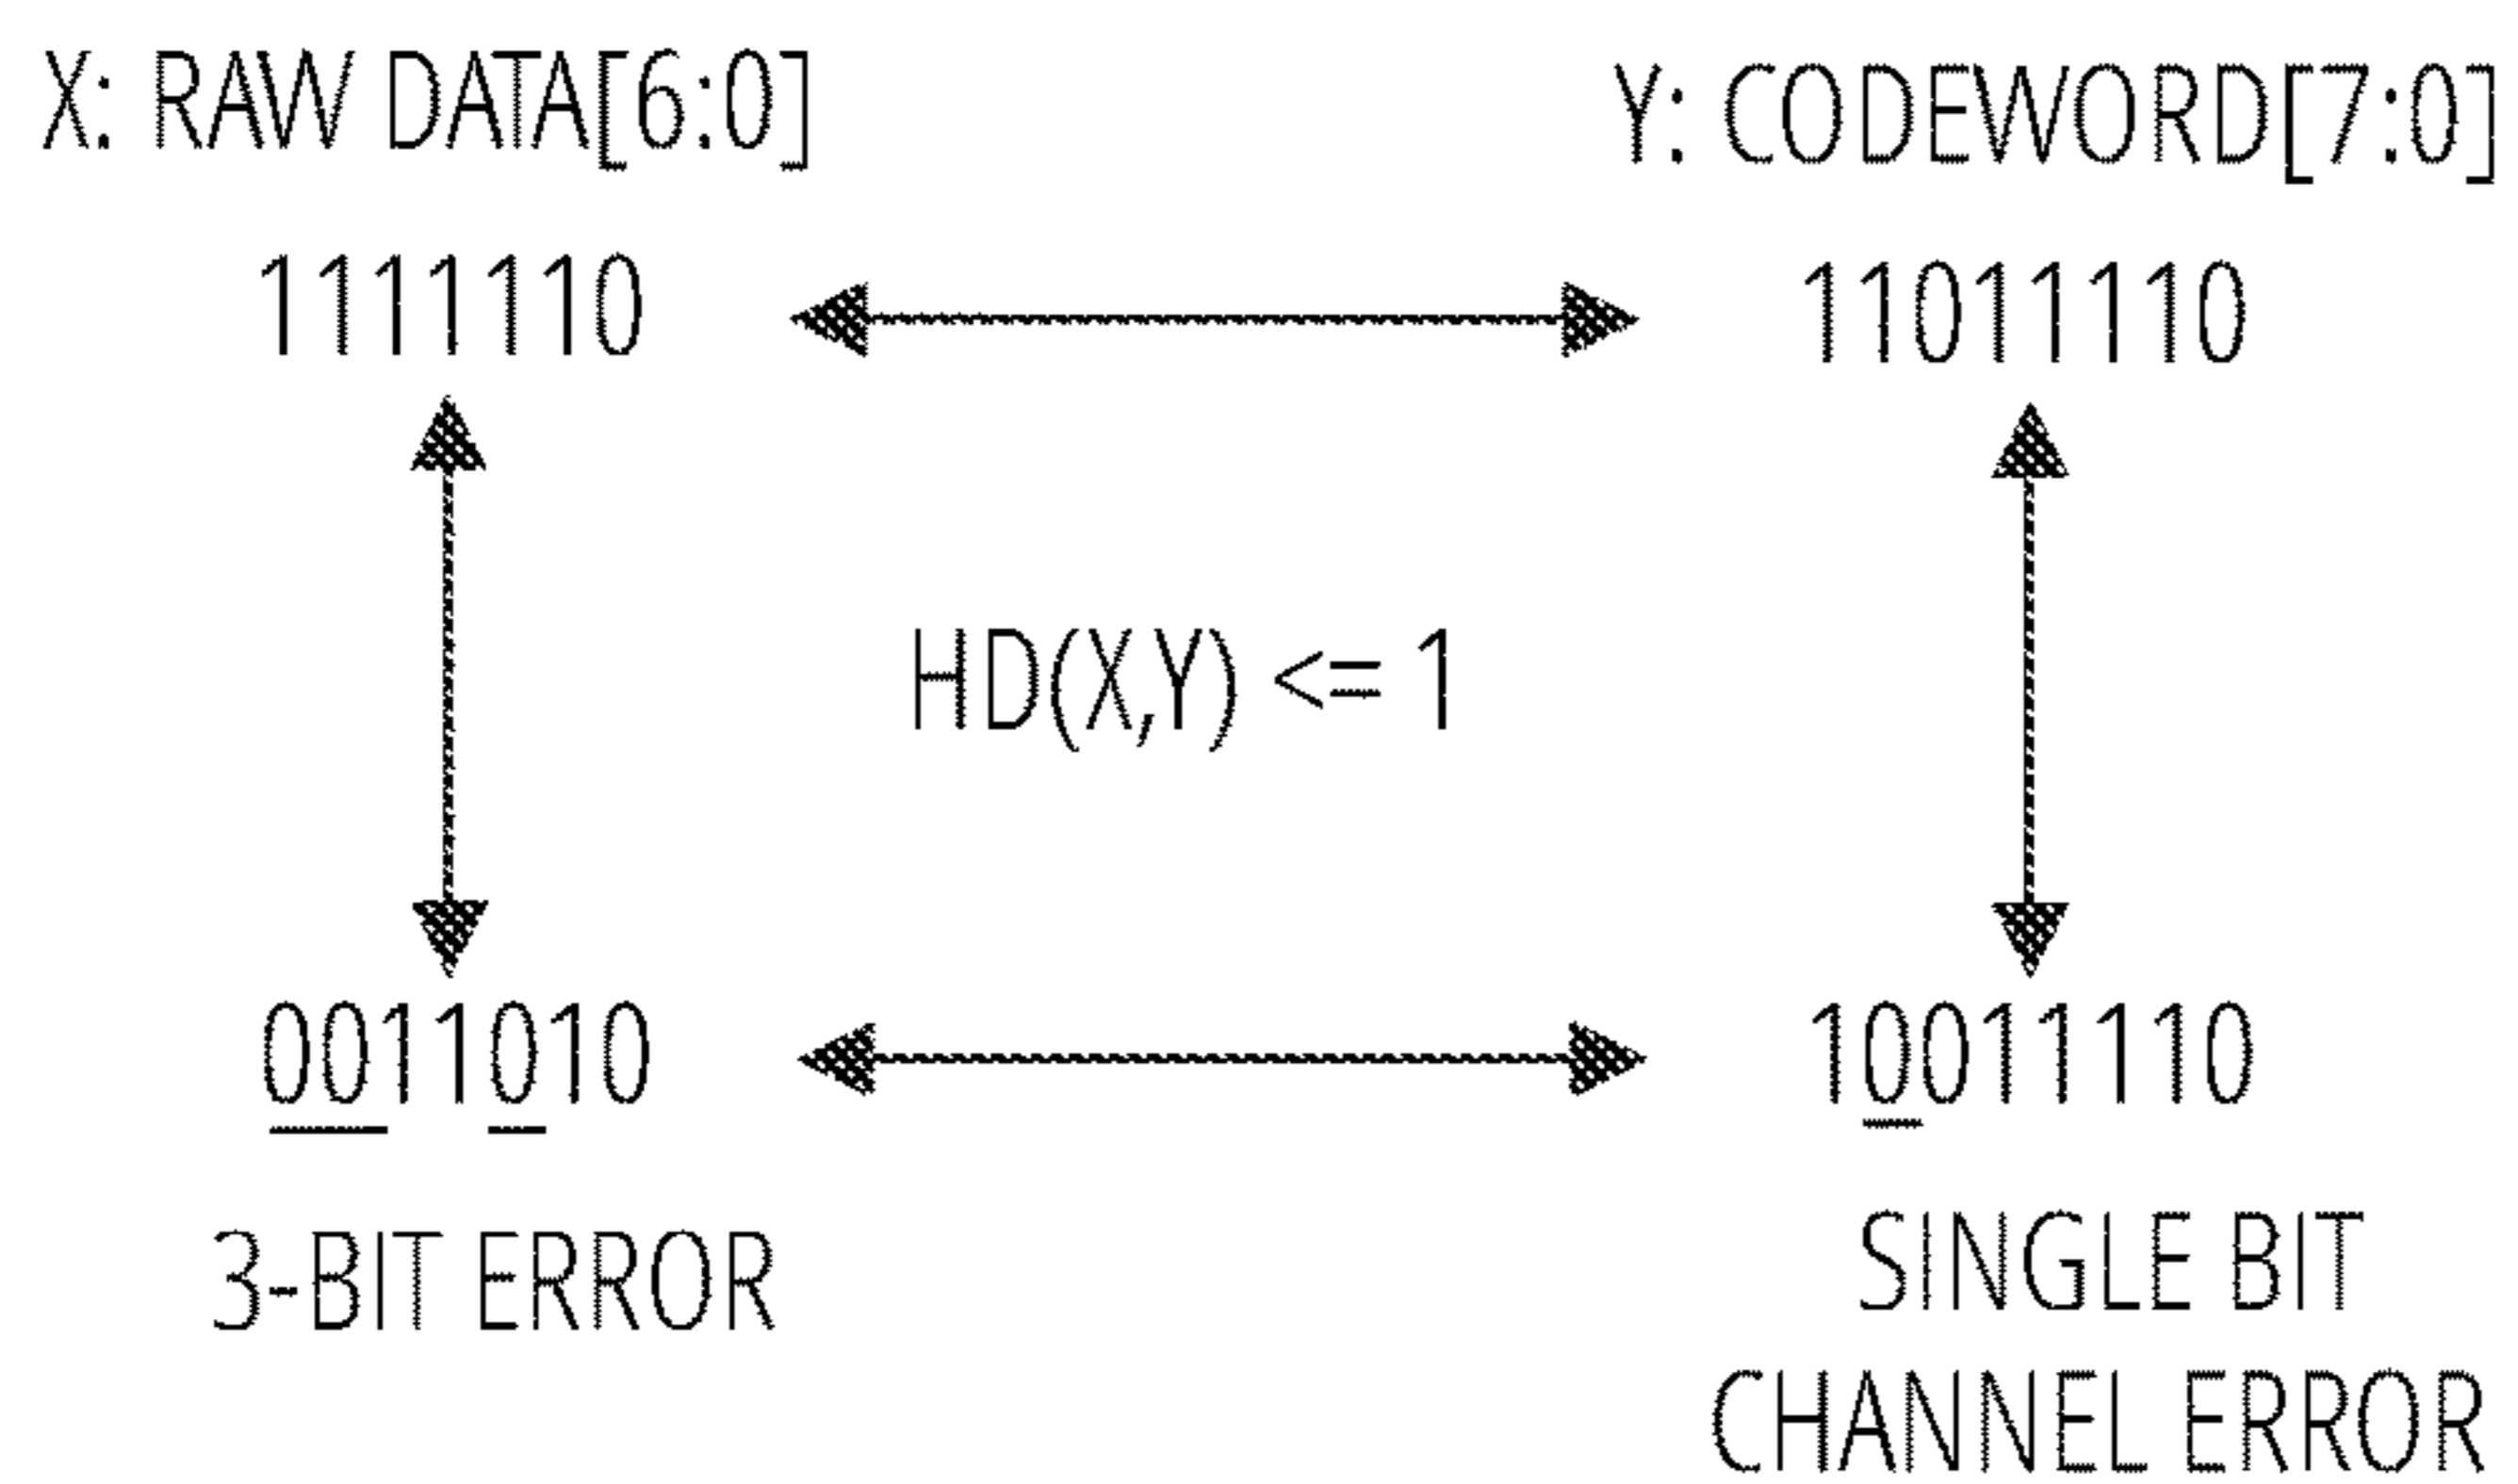 X: RAW DATA[6:0] Y: CODEWORD[7:0]
1111110 11011110
HD(X,Y) <= 1
0011010 10011110
3-BIT ERROR SINGLE BIT
CHANNEL ERROR